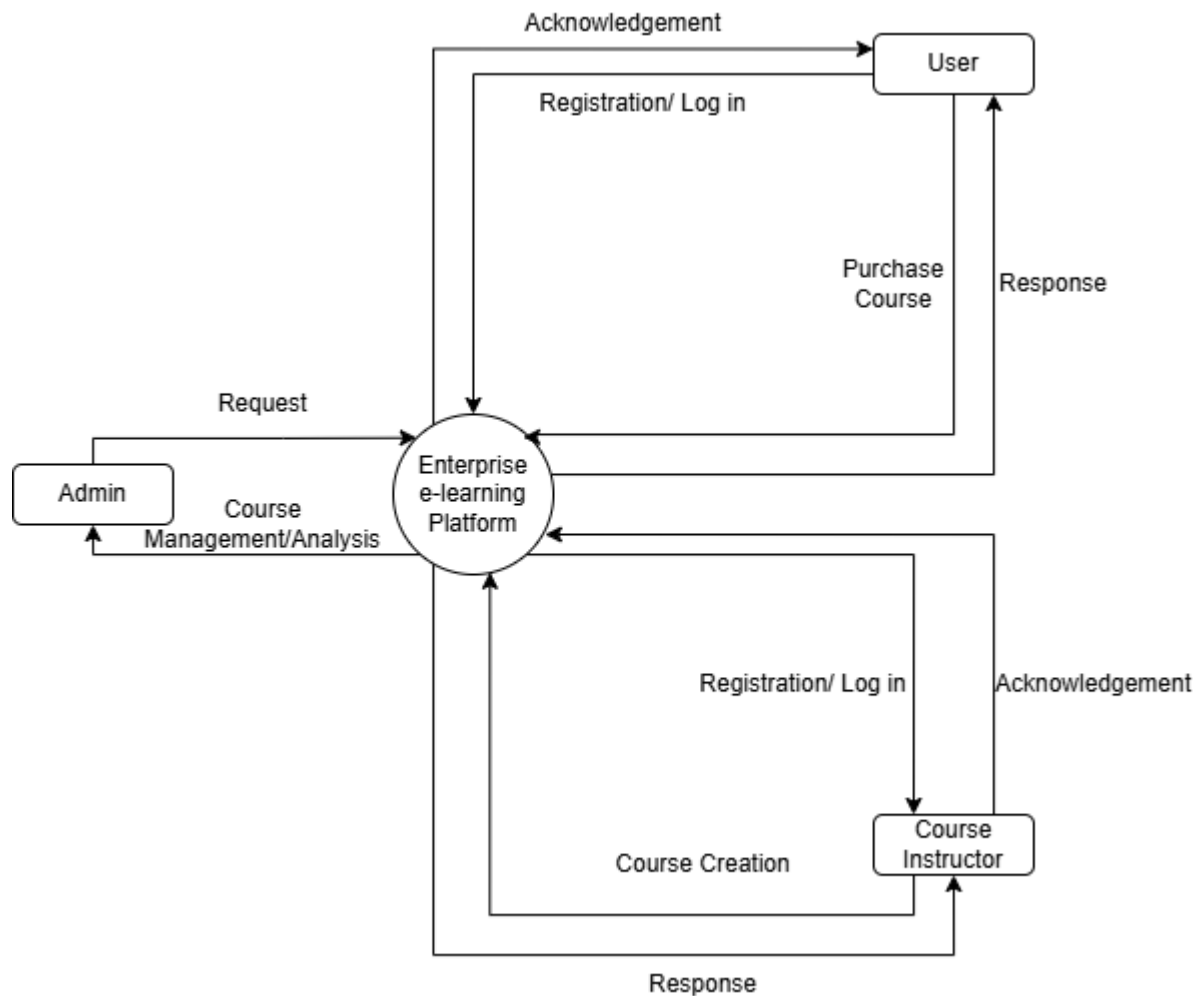 Acknowledgement
User
Registration/ Log in
Purchase
Course
Response
Request
Enterprise
e-learning
Platform
Admin
Course
Management/Analysis
Registration/ Log in
Acknowledgement
Course
Instructor
Course Creation
Response